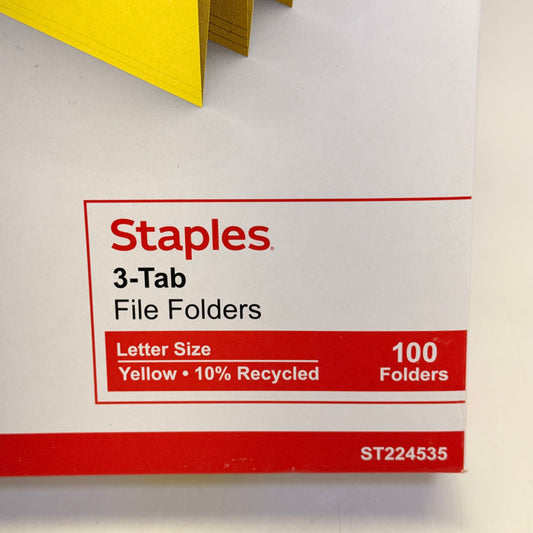 Staples
3-Tab
File Folders
Letter Size
Yellow • 10% Recycled
100
Folders
ST224535